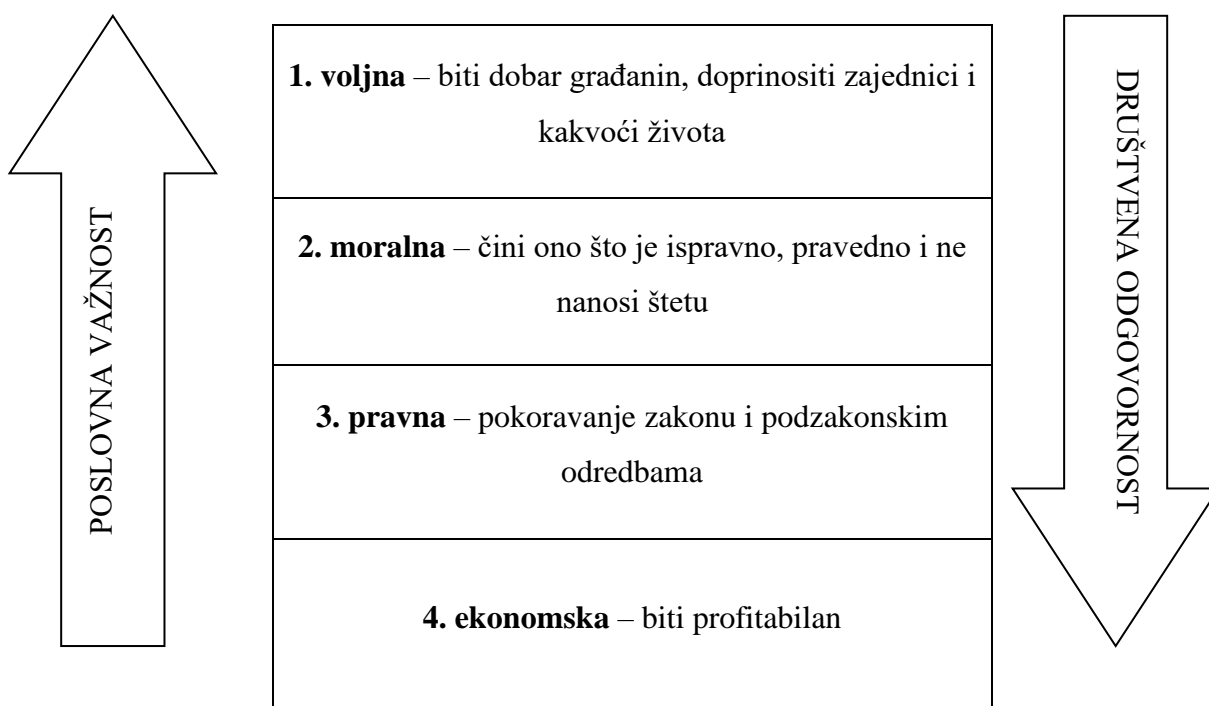 POSLOVNA VAŽNOST
1. voljna – biti dobar građanin, doprinositi zajednici i
kakvoći života
2. moralna – čini ono što je ispravno, pravedno i ne
nanosi štetu
3. pravna – pokoravanje zakonu i podzakonskim
odredbama
4. ekonomska – biti profitabilan
DRUŠTVENA ODGOVORNOST